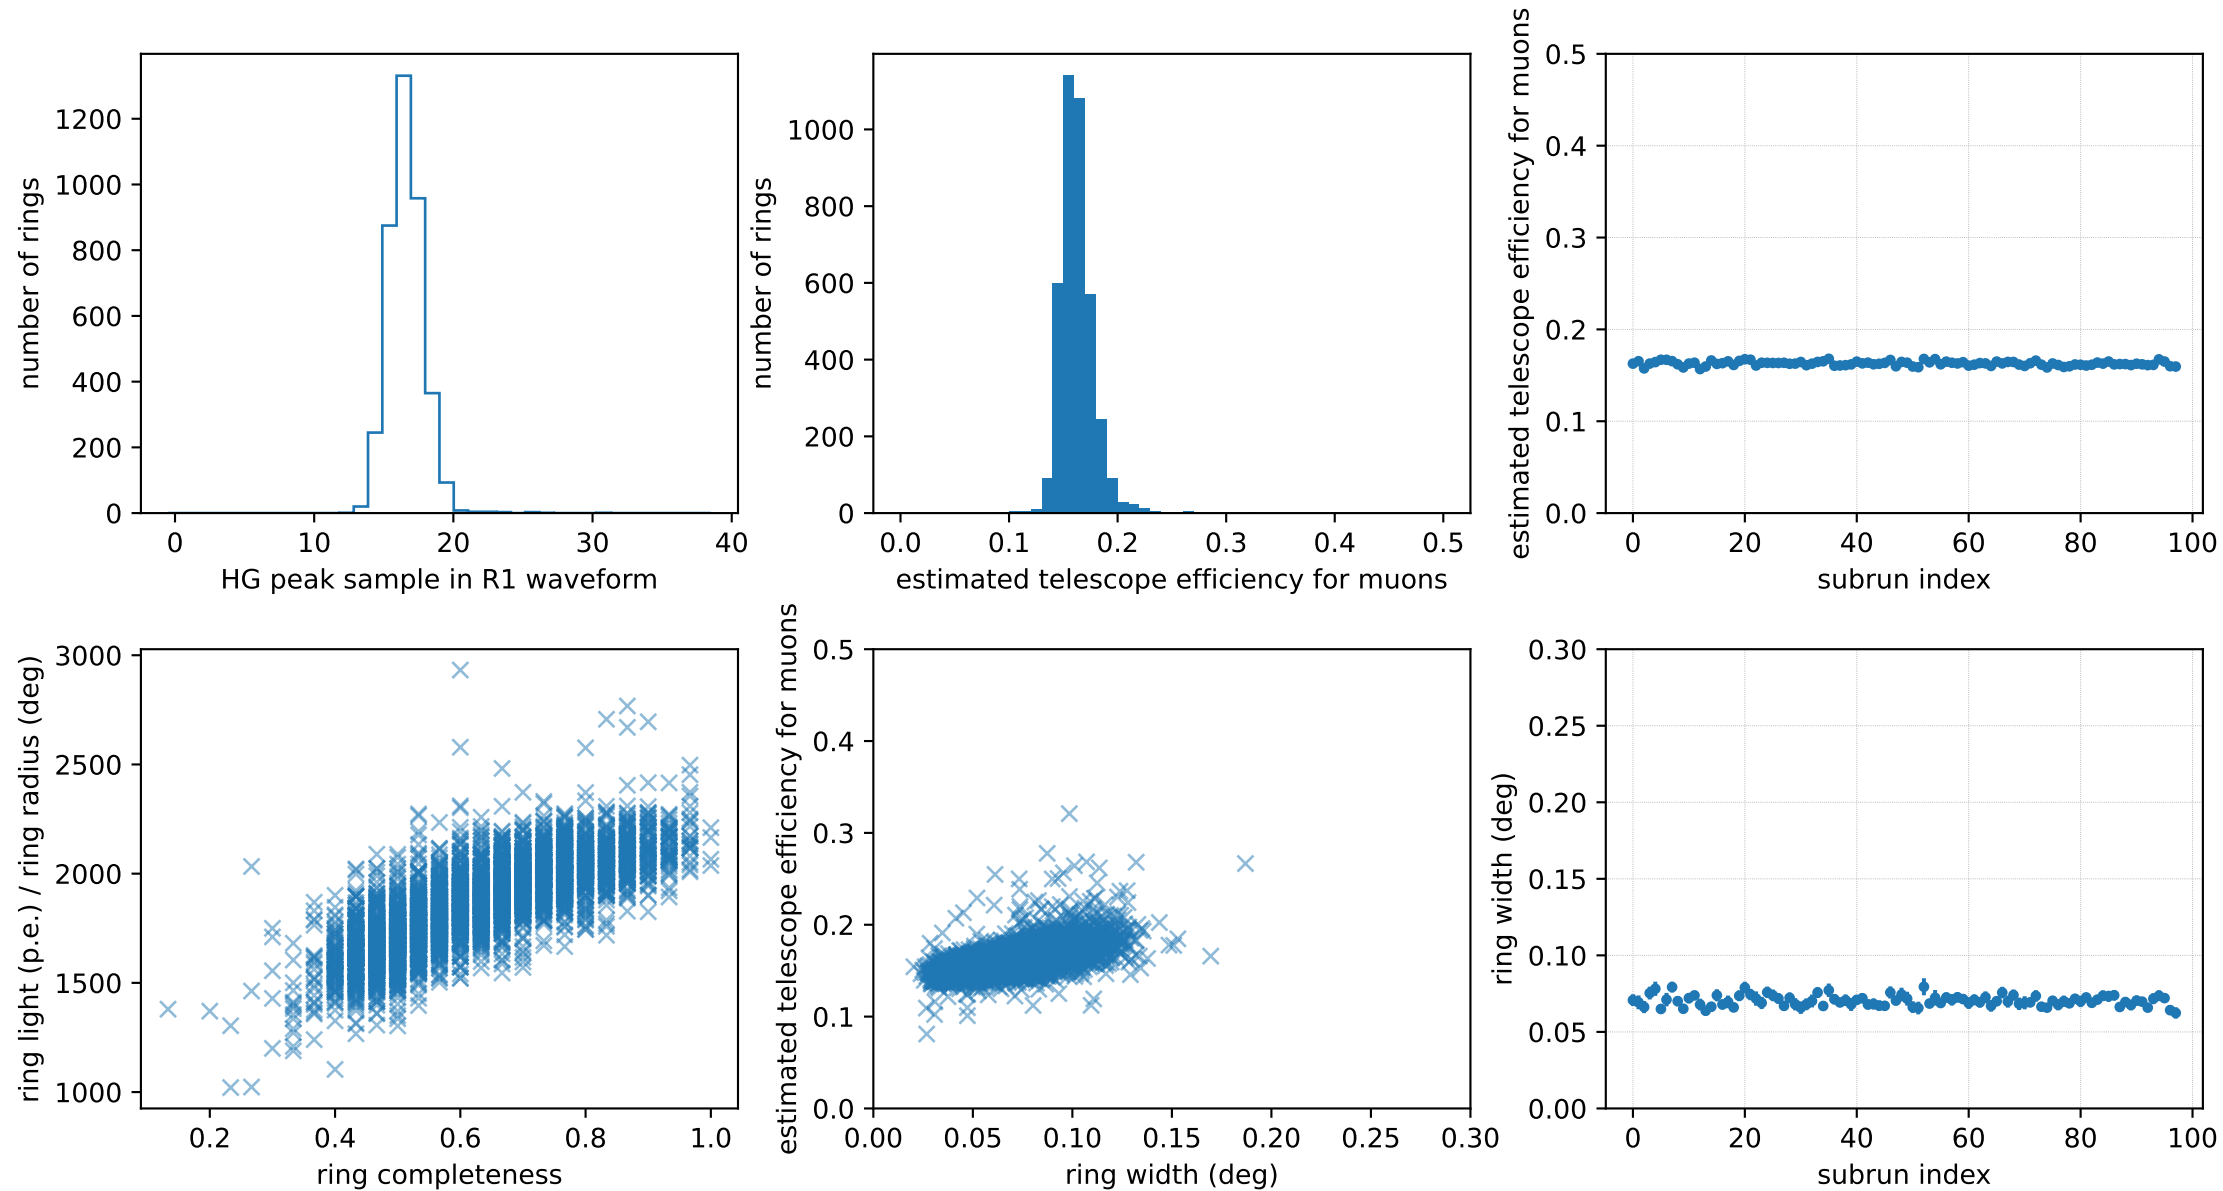 number of rings
1200
1000
800
600
400
200
0
0 10 20 30 40
HG peak sample in R1 waveform
number of rings
1000
800
600
400
200
0
0.0 0.1 0.2 0.3 0.4 0.5
estimated telescope efficiency for muons
estimated telescope efficiency for muons
0.5
0.4
0.3
0.2
0.1
0.0
0 20 40 60 80 100
subrun index
ring light (p.e.) / ring radius (deg)
3000
2500
2000
1500
1000
0.2 0.4 0.6 0.8 1.0
ring completeness
estimated telescope efficiency for muons
0.5
0.4
0.3
0.2
0.1
0.0
0.00 0.05 0.10 0.15 0.20 0.25 0.30
ring width (deg)
ring width (deg)
0.30
0.25
0.20
0.15
0.10
0.05
0.00
0 20 40 60 80 100
subrun index